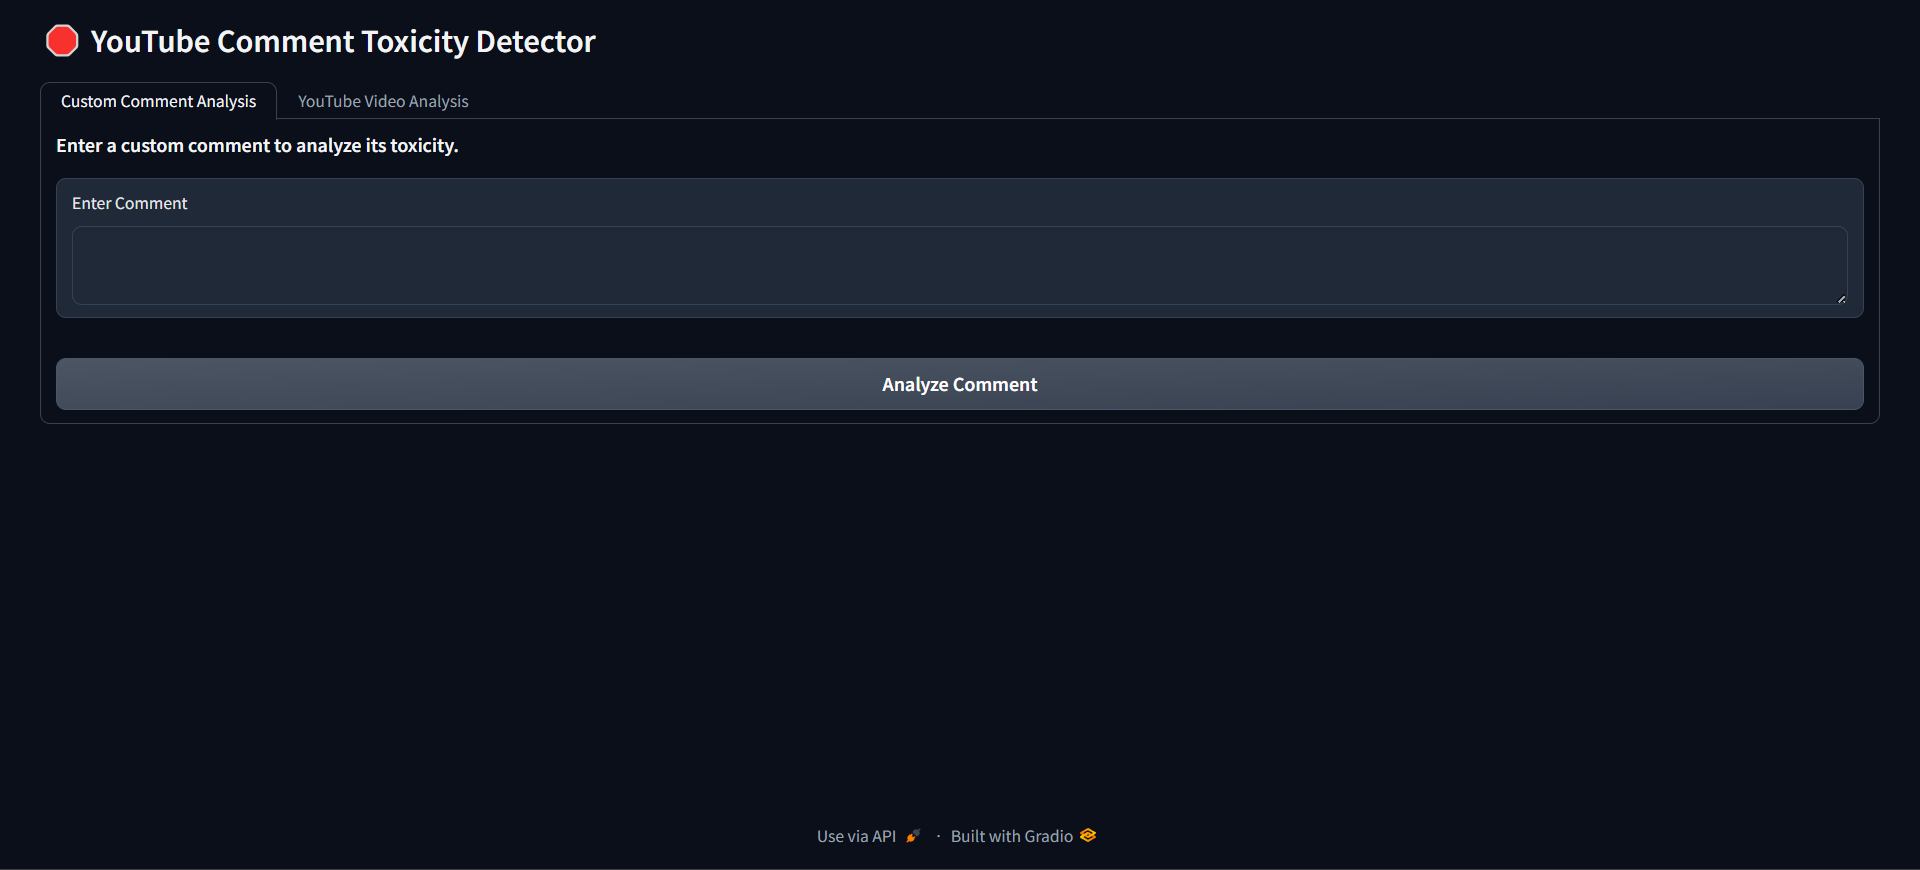 YouTube Comment Toxicity Detector
Custom Comment Analysis
YouTube Video Analysis
Enter a custom comment to analyze its toxicity.
Enter Comment
Analyze Comment
Use via API · Built with Gradio